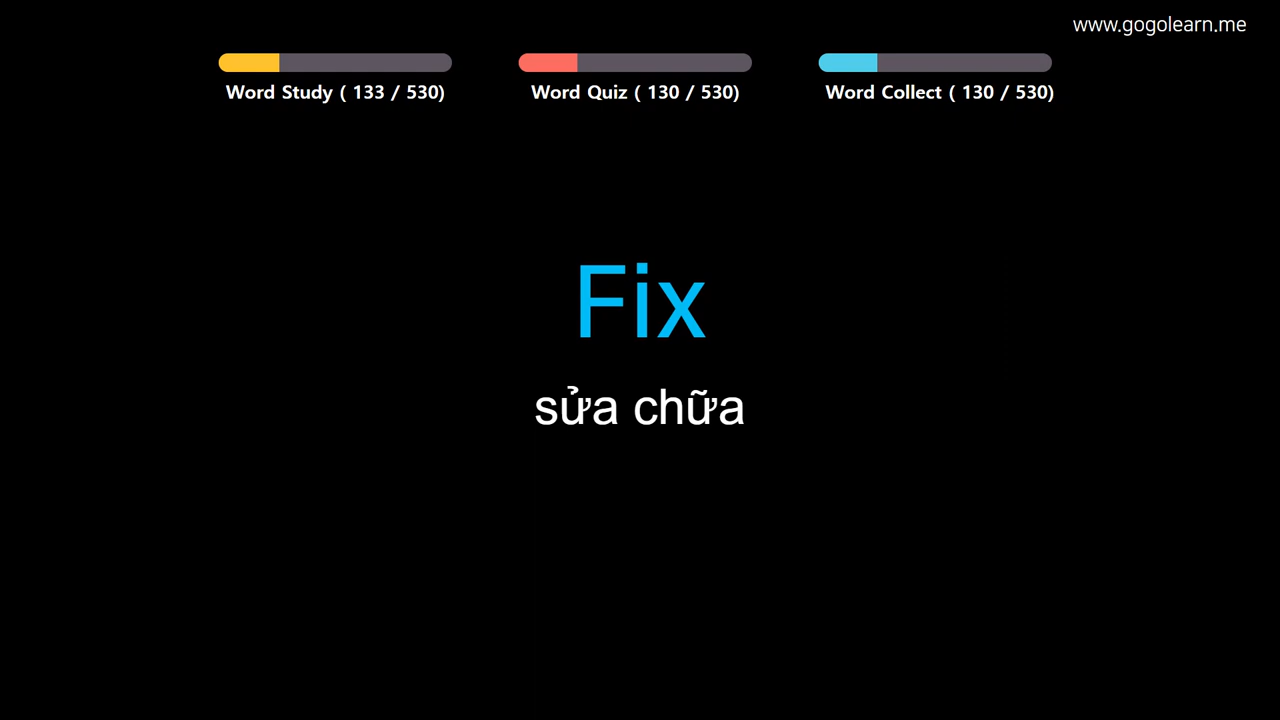 www.gogolearn.me
Word Study ( 133 / 530)
Word Quiz ( 130 / 530)
Word Collect ( 130 / 530)
Fix
sửa chữa